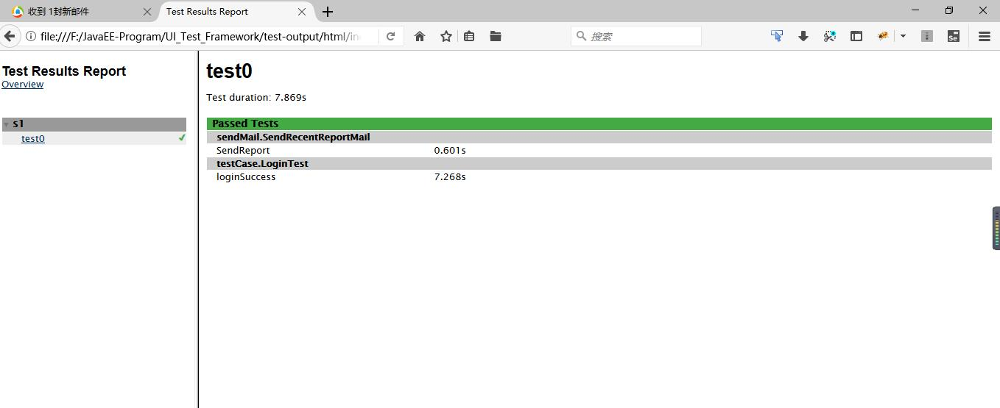 收到 1封新邮件
Test Results Report
file:///F:/JavaEE-Program/UI_Test_Framework/test-output/html/in
搜索
Se
Test Results Report
Overview
s1
test0
test0
Test duration: 7.869s
Passed Tests
sendMail.SendRecentReportMail
SendReport 0.601s
testCase.LoginTest
loginSuccess 7.268s